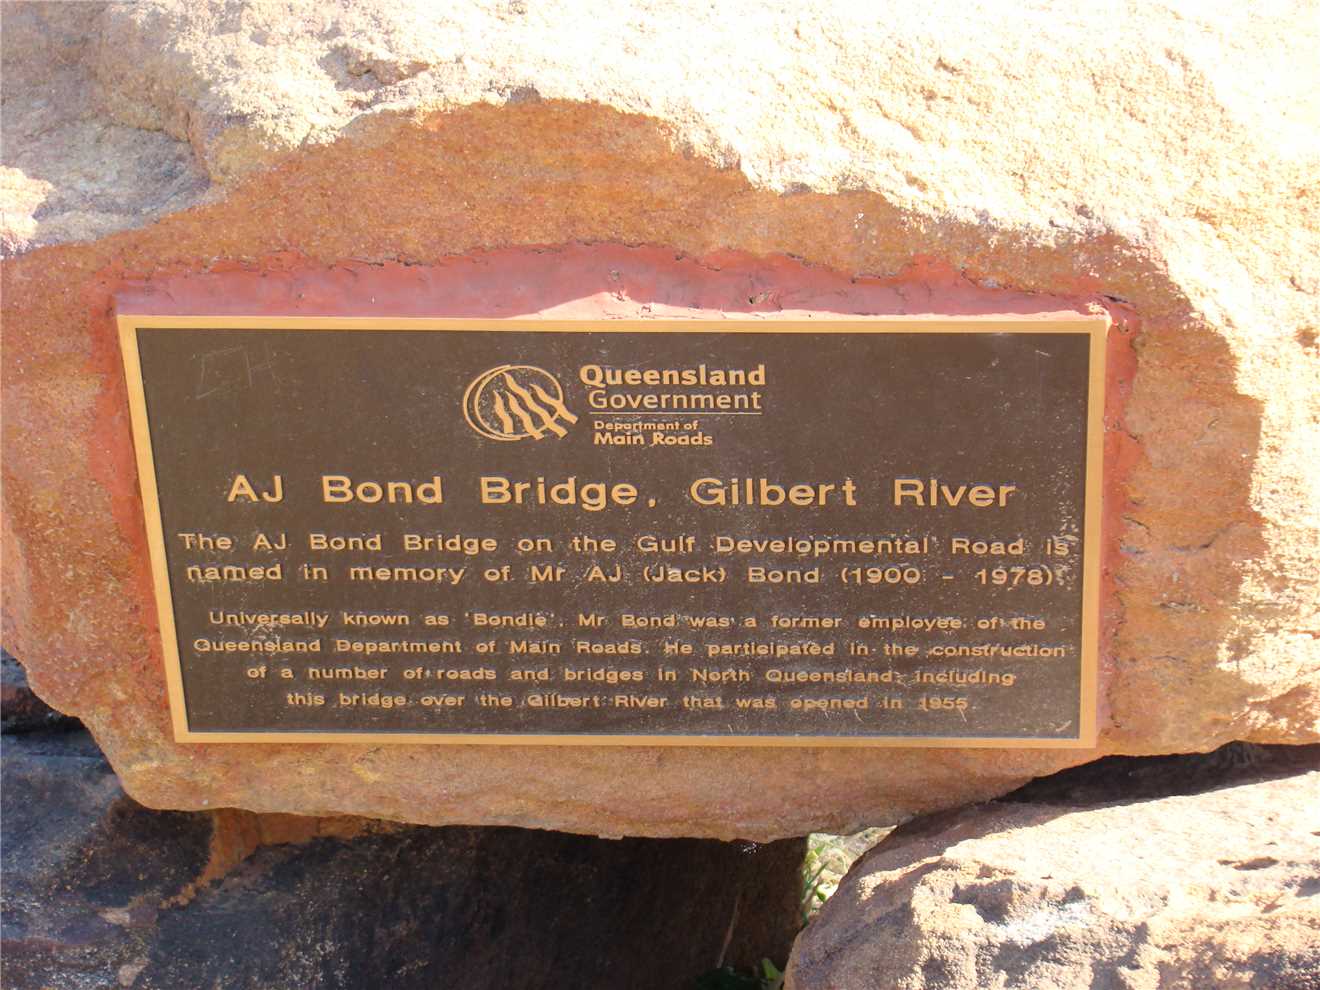 Queensland
Government
Department of
Main Roads
AJ Bond Bridge, Gilbert River
The AJ Bond Bridge on the Gulf Developmental Road is
named in memory of Mr AJ (Jack) Bond (1900 - 1978).
Universally known as 'Bondie', Mr Bond was a former employee of the
Queensland Department of Main Roads. He participated in the construction
of a number of roads and bridges in North Queensland, including
this bridge over the Gilbert River that was opened in 1955.